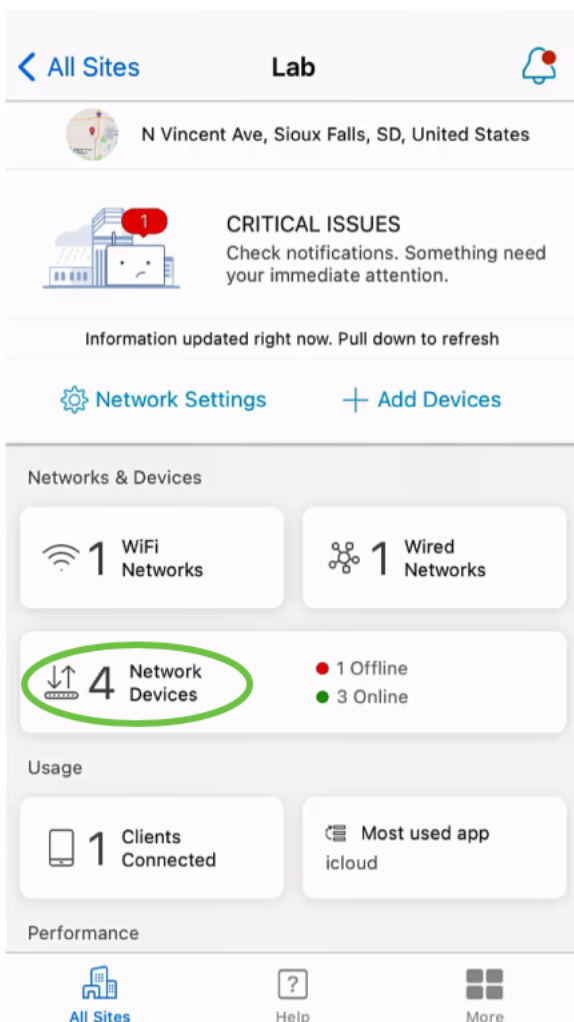 All Sites
Lab
N Vincent Ave, Sioux Falls, SD, United States
1
CRITICAL ISSUES
Check notifications. Something need
your immediate attention.
Information updated right now. Pull down to refresh
Network Settings
Add Devices
Networks & Devices
1 WiFi
Networks
1 Wired
Networks
4 Network
Devices
1 Offline
3 Online
Usage
1 Clients
Connected
Most used app
icloud
Performance
All Sites
Help
More